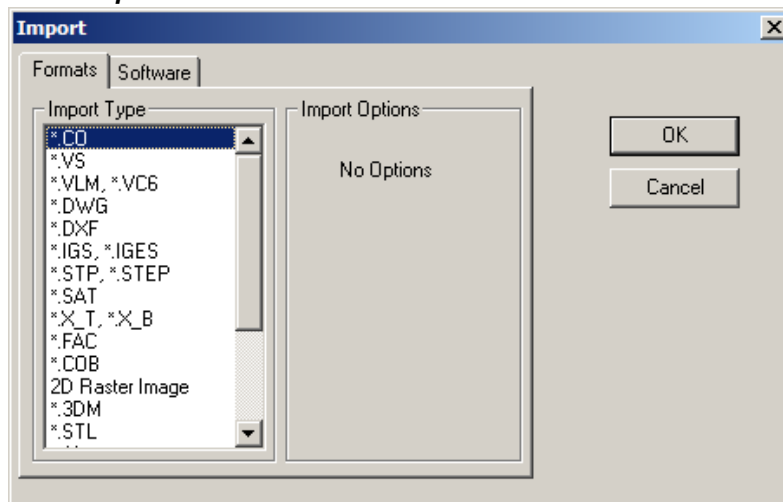 Import
Formats
Software
Import Type
*.CO
*.VS
*.VLM, *.VC6
*.DWG
*.DXF
*.IGS, *.IGES
*.STP, *.STEP
*.SAT
*.X_T, *.X_B
*.FAC
*.COB
2D Raster Image
*.3DM
*.STL
Import Options
No Options
OK
Cancel